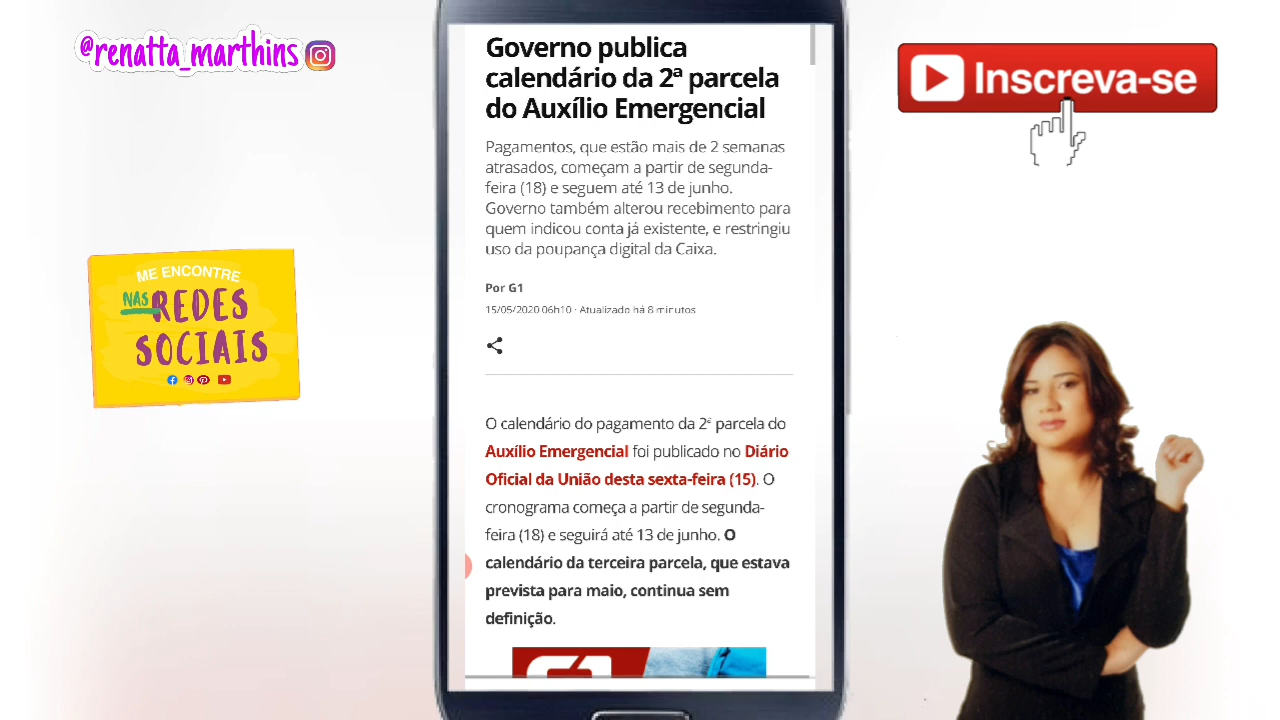 @renatta_marthins
Inscreva-se
ME ENCONTRE
NAS REDES
SOCIAIS
Governo publica
calendário da 2ª parcela
do Auxílio Emergencial
Pagamentos, que estão mais de 2 semanas
atrasados, começam a partir de segunda-
feira (18) e seguem até 13 de junho.
Governo também alterou recebimento para
quem indicou conta já existente, e restringiu
uso da poupança digital da Caixa.
Por G1
15/05/2020 06h10 · Atualizado há 8 minutos
O calendário do pagamento da 2ª parcela do
Auxílio Emergencial foi publicado no Diário
Oficial da União desta sexta-feira (15). O
cronograma começa a partir de segunda-
feira (18) e seguirá até 13 de junho. O
calendário da terceira parcela, que estava
prevista para maio, continua sem
definição.
G1